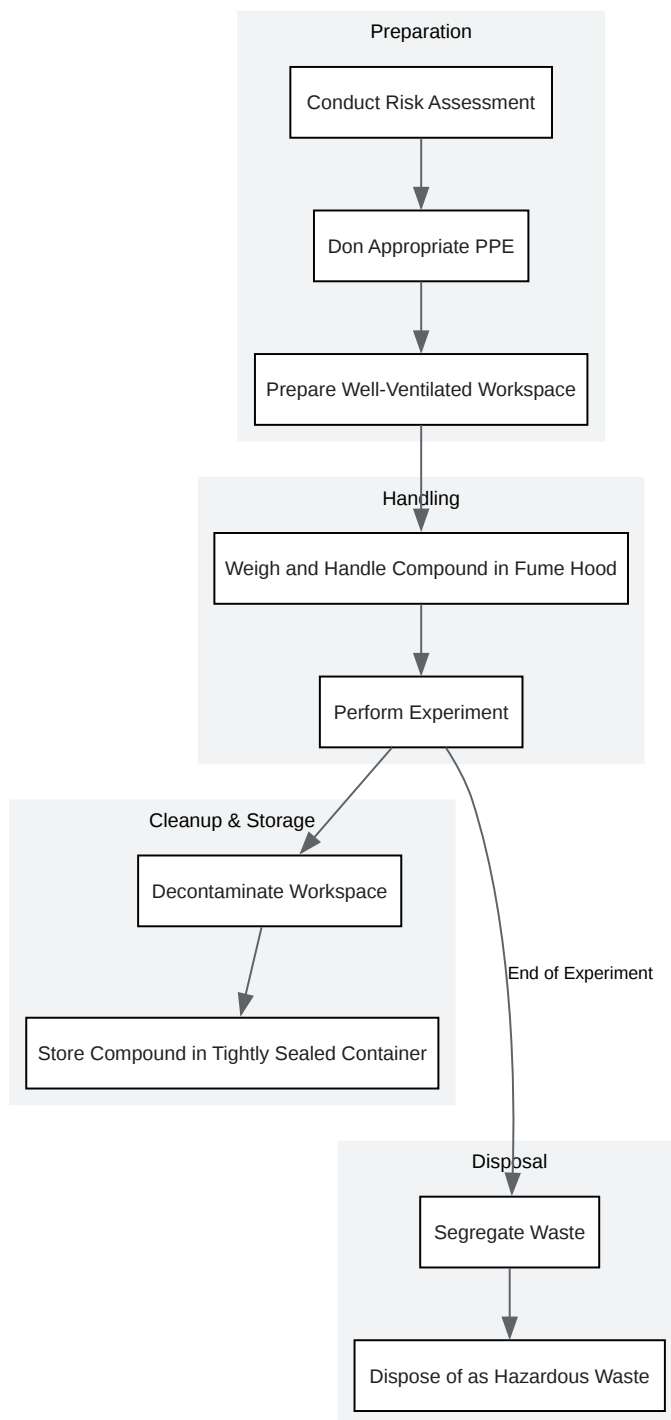 Preparation
Conduct Risk Assessment
Don Appropriate PPE
Prepare Well-Ventilated Workspace
Handling
Weigh and Handle Compound in Fume Hood
Perform Experiment
Cleanup & Storage
Decontaminate Workspace
End of Experiment
Store Compound in Tightly Sealed Container
Disposal
Segregate Waste
Dispose of as Hazardous Waste